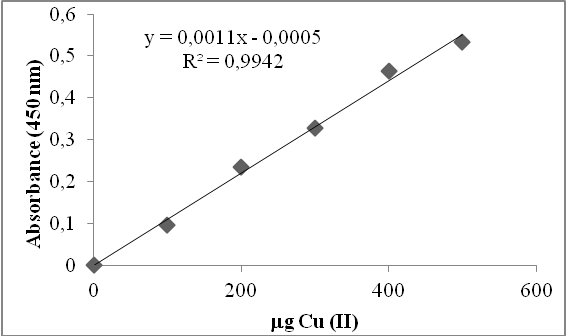 y = 0,0011x - 0,0005
R² = 0,9942
Absorbance (450 nm)
0,6
0,5
0,4
0,3
0,2
0,1
0
0 200 400 600
µg Cu (II)